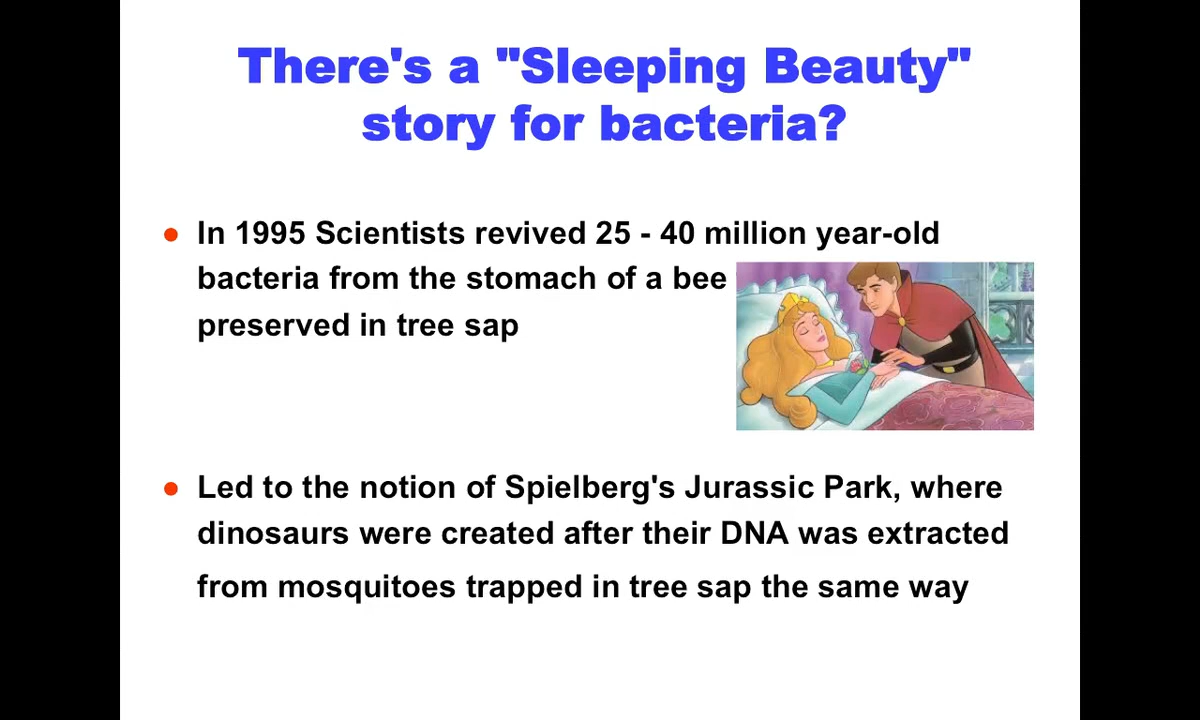 There's a "Sleeping Beauty"
story for bacteria?
● In 1995 Scientists revived 25 - 40 million year-old
bacteria from the stomach of a bee
preserved in tree sap
● Led to the notion of Spielberg's Jurassic Park, where
dinosaurs were created after their DNA was extracted
from mosquitoes trapped in tree sap the same way